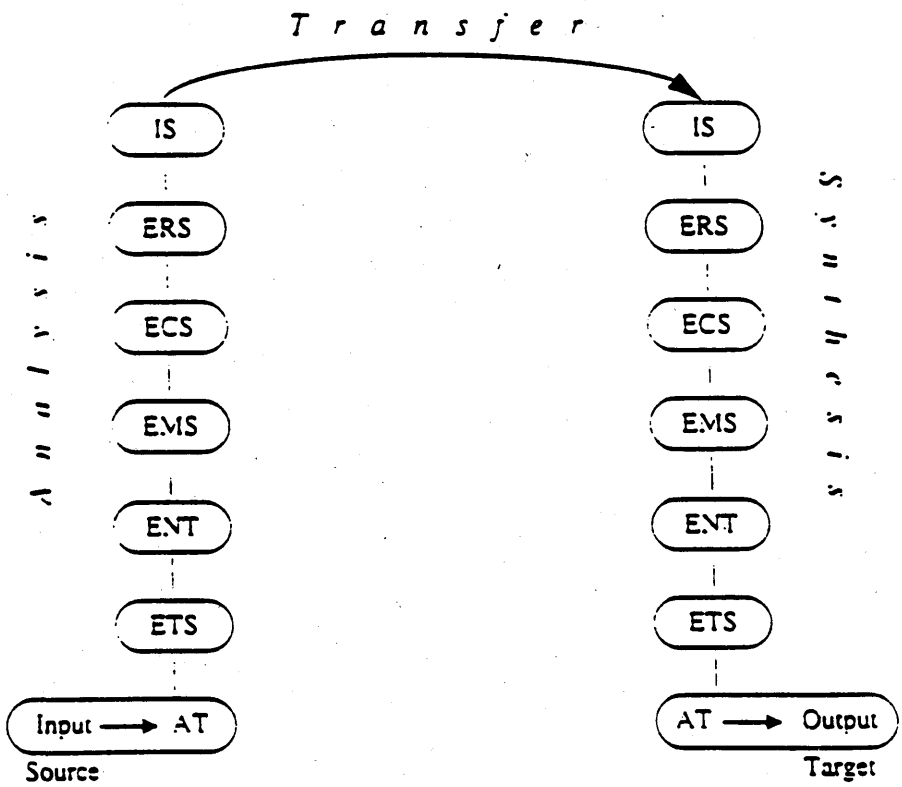 Transfer
IS
ERS
ECS
EMS
ENT
ETS
Input → AT
Source
Analysis
IS
ERS
ECS
EMS
ENT
ETS
AT → Output
Target
Synthesis